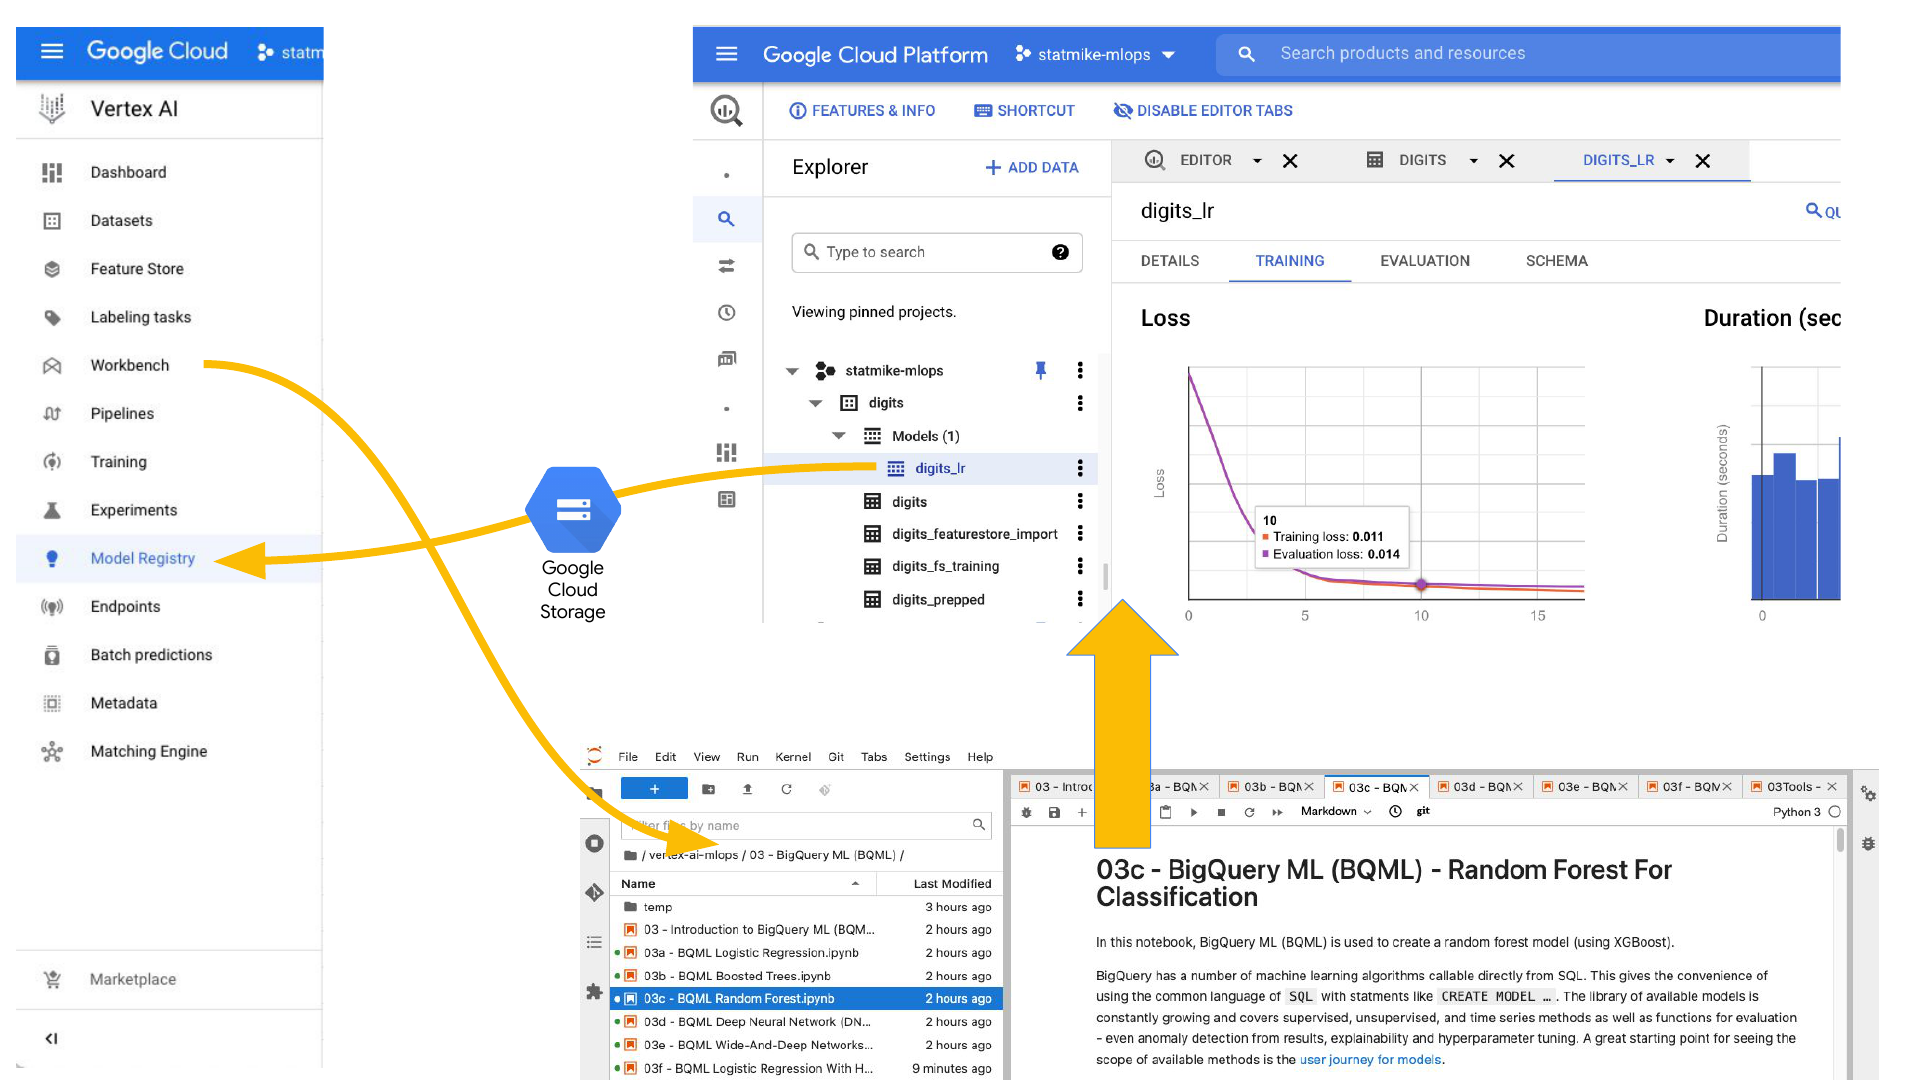 Google Cloud
statm
Vertex AI
Dashboard
Datasets
Feature Store
Labeling tasks
Workbench
Pipelines
Training
Experiments
Model Registry
Endpoints
Batch predictions
Metadata
Matching Engine
Marketplace
Google
Cloud
Storage
Google Cloud Platform statmike-mlops Search products and resources
FEATURES & INFO SHORTCUT DISABLE EDITOR TABS
Explorer + ADD DATA
Type to search
Viewing pinned projects.
statmike-mlops
digits
Models (1)
digits_lr
digits
digits_featurestore_import
digits_fs_training
digits_prepped
EDITOR DIGITS DIGITS_LR
digits_lr
QU
DETAILS TRAINING EVALUATION SCHEMA
Loss
Loss
10
Training loss: 0.011
Evaluation loss: 0.014
0 5 10 15
Duration (sec
Duration (seconds)
0
File Edit View Run Kernel Git Tabs Settings Help
+
by name
/ vertex-ai-mlops / 03 - BigQuery ML (BQML) /
Name Last Modified
temp 3 hours ago
03 - Introduction to BigQuery ML (BQM... 2 hours ago
03a - BQML Logistic Regression.ipynb 2 hours ago
03b - BQML Boosted Trees.ipynb 2 hours ago
03c - BQML Random Forest.ipynb 2 hours ago
03d - BQML Deep Neural Network (DN... 2 hours ago
03e - BQML Wide-And-Deep Networks... 2 hours ago
03f - BQML Logistic Regression With H... 9 minutes ago
03 - Introd 3a - BQM 03b - BQM 03c - BQM 03d - BQM 03e - BQM 03f - BQM 03Tools -
Markdown git Python 3
03c - BigQuery ML (BQML) - Random Forest For
Classification
In this notebook, BigQuery ML (BQML) is used to create a random forest model (using XGBoost).
BigQuery has a number of machine learning algorithms callable directly from SQL. This gives the convenience of
using the common language of SQL with statments like CREATE MODEL … . The library of available models is
constantly growing and covers supervised, unsupervised, and time series methods as well as functions for evaluation
- even anomaly detection from results, explainability and hyperparameter tuning. A great starting point for seeing the
scope of available methods is the user journey for models.